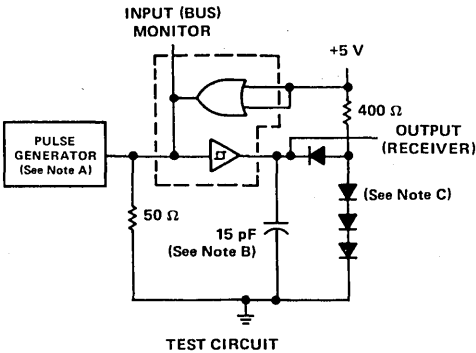 INPUT (BUS)
MONITOR
+5 V
400 Ω
OUTPUT
(RECEIVER)
PULSE
GENERATOR
(See Note A)
(See Note C)
50 Ω
15 pF
(See Note B)
TEST CIRCUIT